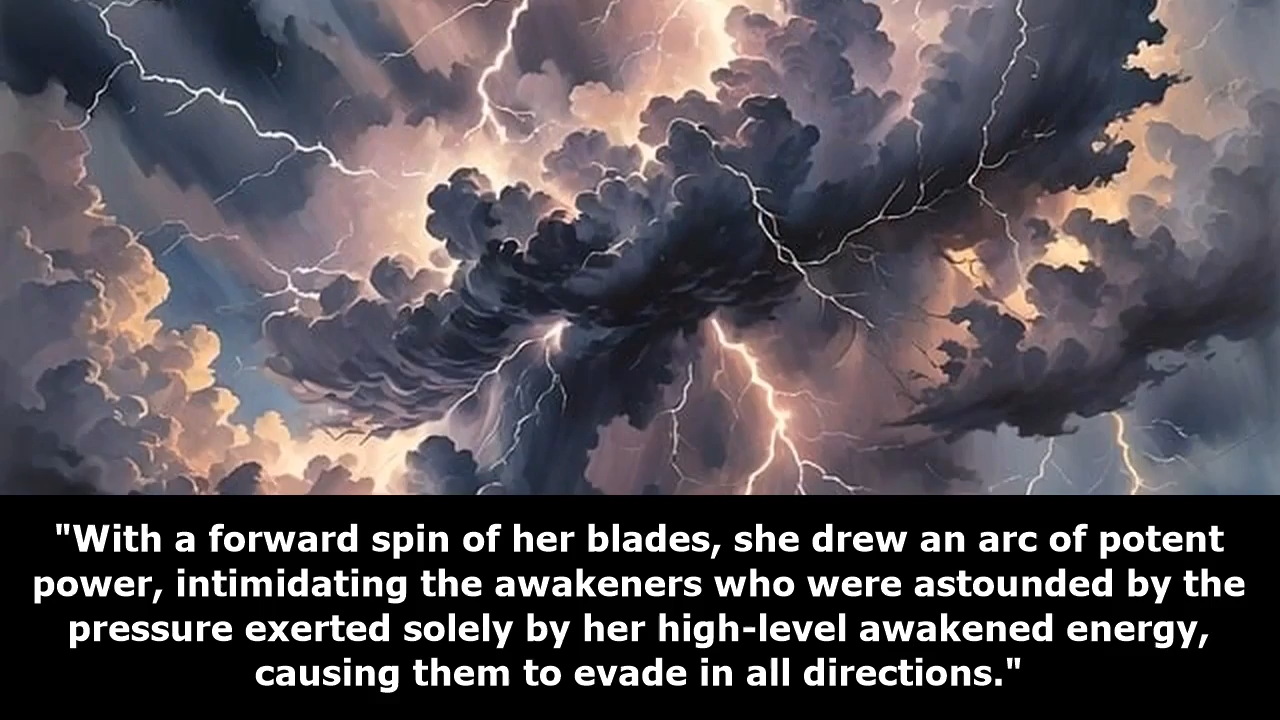 "With a forward spin of her blades, she drew an arc of potent
power, intimidating the awakeners who were astounded by the
pressure exerted solely by her high-level awakened energy,
causing them to evade in all directions."